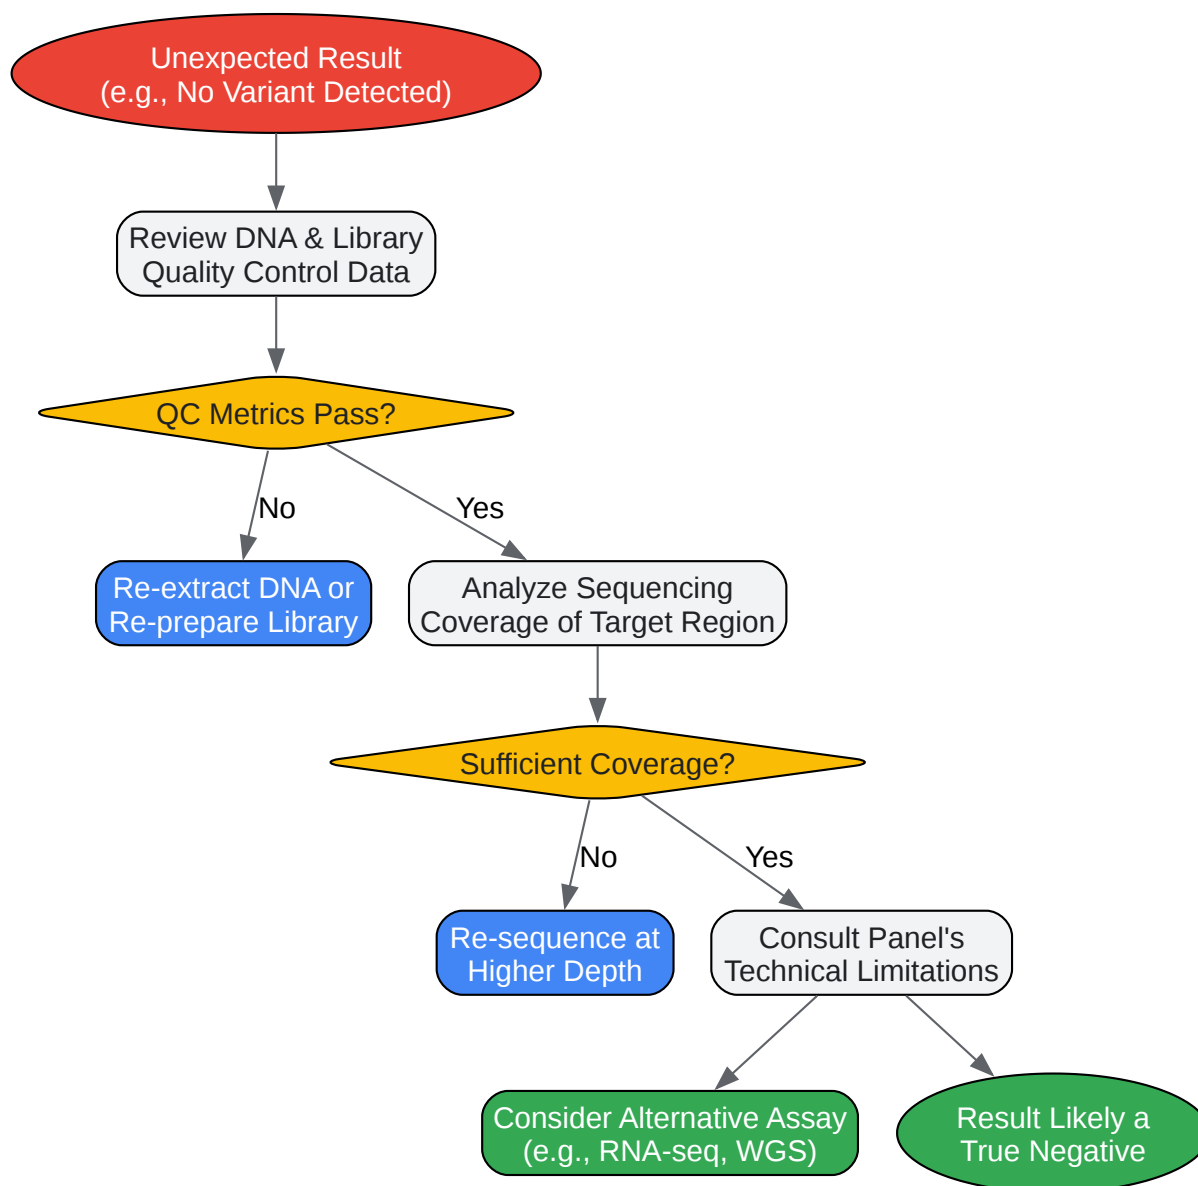 Unexpected Result
(e.g., No Variant Detected)
Review DNA & Library
Quality Control Data
QC Metrics Pass?
No
Yes
Re-extract DNA or
Re-prepare Library
Analyze Sequencing
Coverage of Target Region
Sufficient Coverage?
No
Yes
Re-sequence at
Higher Depth
Consult Panel's
Technical Limitations
Consider Alternative Assay
(e.g., RNA-seq, WGS)
Result Likely a
True Negative